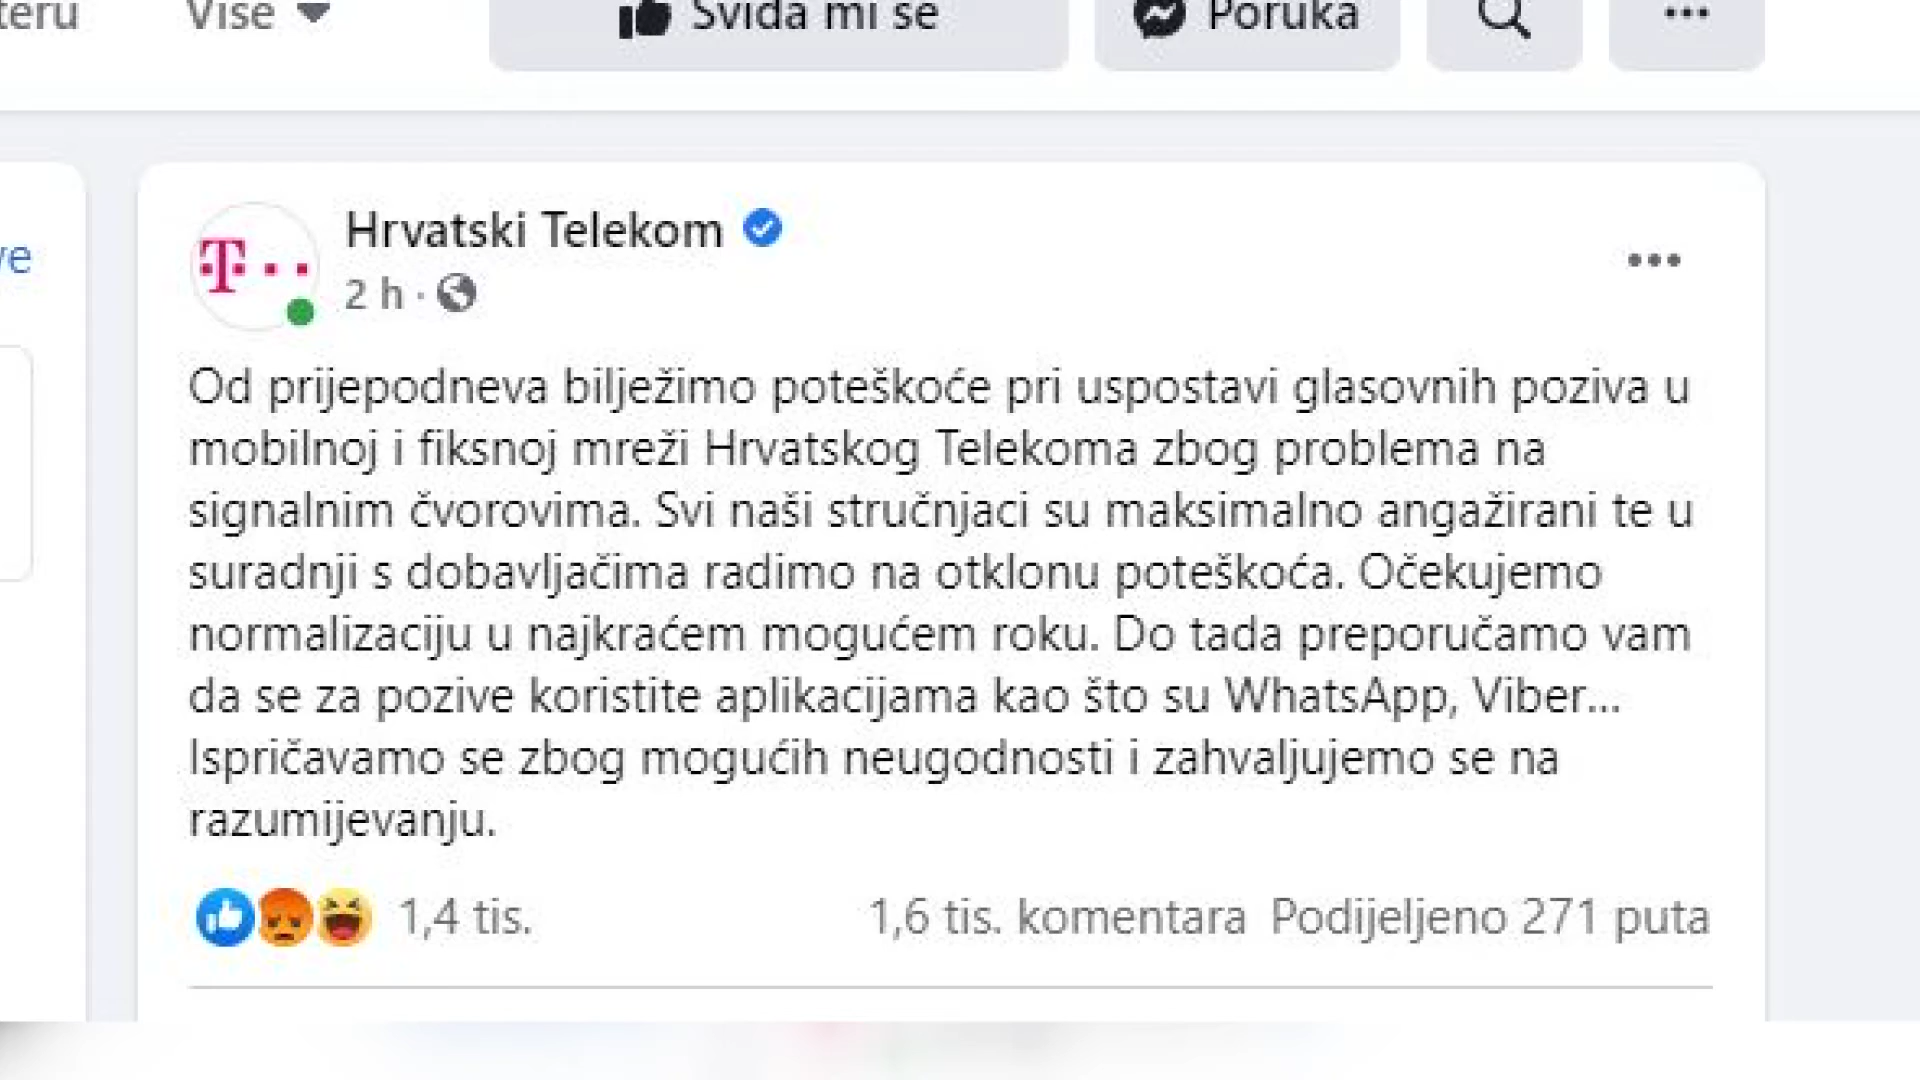 Više
Sviđa mi se
Poruka
Hrvatski Telekom
T
2 h ·
Od prijepodneva bilježimo poteškoće pri uspostavi glasovnih poziva u
mobilnoj i fiksnoj mreži Hrvatskog Telekoma zbog problema na
signalnim čvorovima. Svi naši stručnjaci su maksimalno angažirani te u
suradnji s dobavljačima radimo na otklonu poteškoća. Očekujemo
normalizaciju u najkraćem mogućem roku. Do tada preporučamo vam
da se za pozive koristite aplikacijama kao što su WhatsApp, Viber...
Ispričavamo se zbog mogućih neugodnosti i zahvaljujemo se na
razumijevanju.
1,4 tis.
1,6 tis. komentara Podijeljeno 271 puta